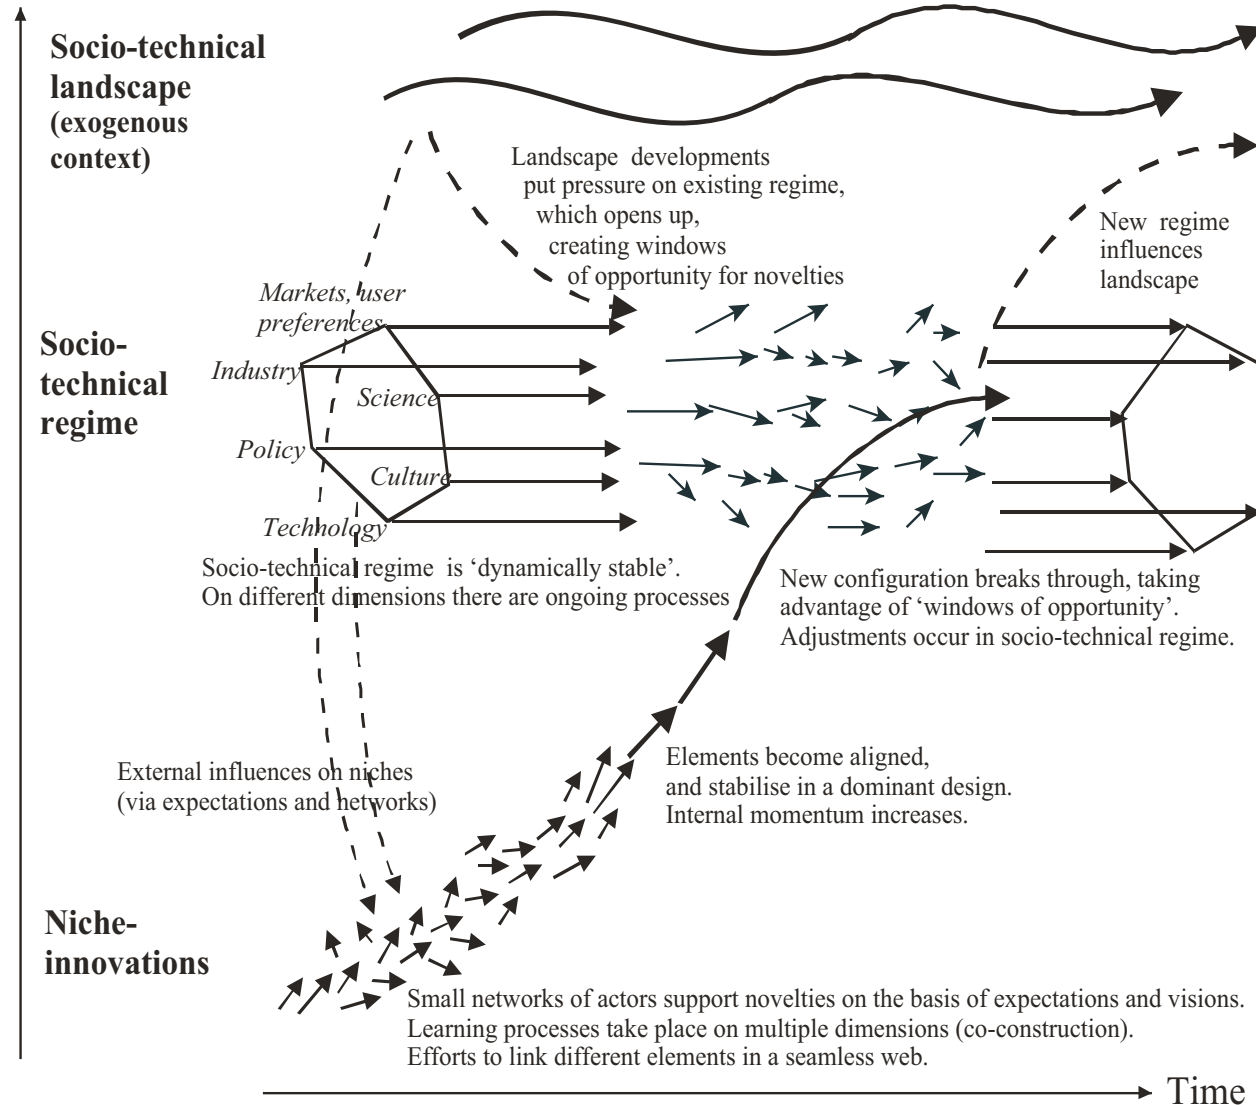 Socio-technical
landscape
(exogenous
context)
Landscape developments
put pressure on existing regime,
which opens up,
creating windows
of opportunity for novelties
New regime
influences
landscape
Markets, user
preferences
Socio-
technical
regime
Industry
Science
Policy
Culture
Technology
Socio-technical regime is ‘dynamically stable’.
On different dimensions there are ongoing processes
New configuration breaks through, taking
advantage of ‘windows of opportunity’.
Adjustments occur in socio-technical regime.
External influences on niches
(via expectations and networks)
Elements become aligned,
and stabilise in a dominant design.
Internal momentum increases.
Niche-
innovations
Small networks of actors support novelties on the basis of expectations and visions.
Learning processes take place on multiple dimensions (co-construction).
Efforts to link different elements in a seamless web.
Time